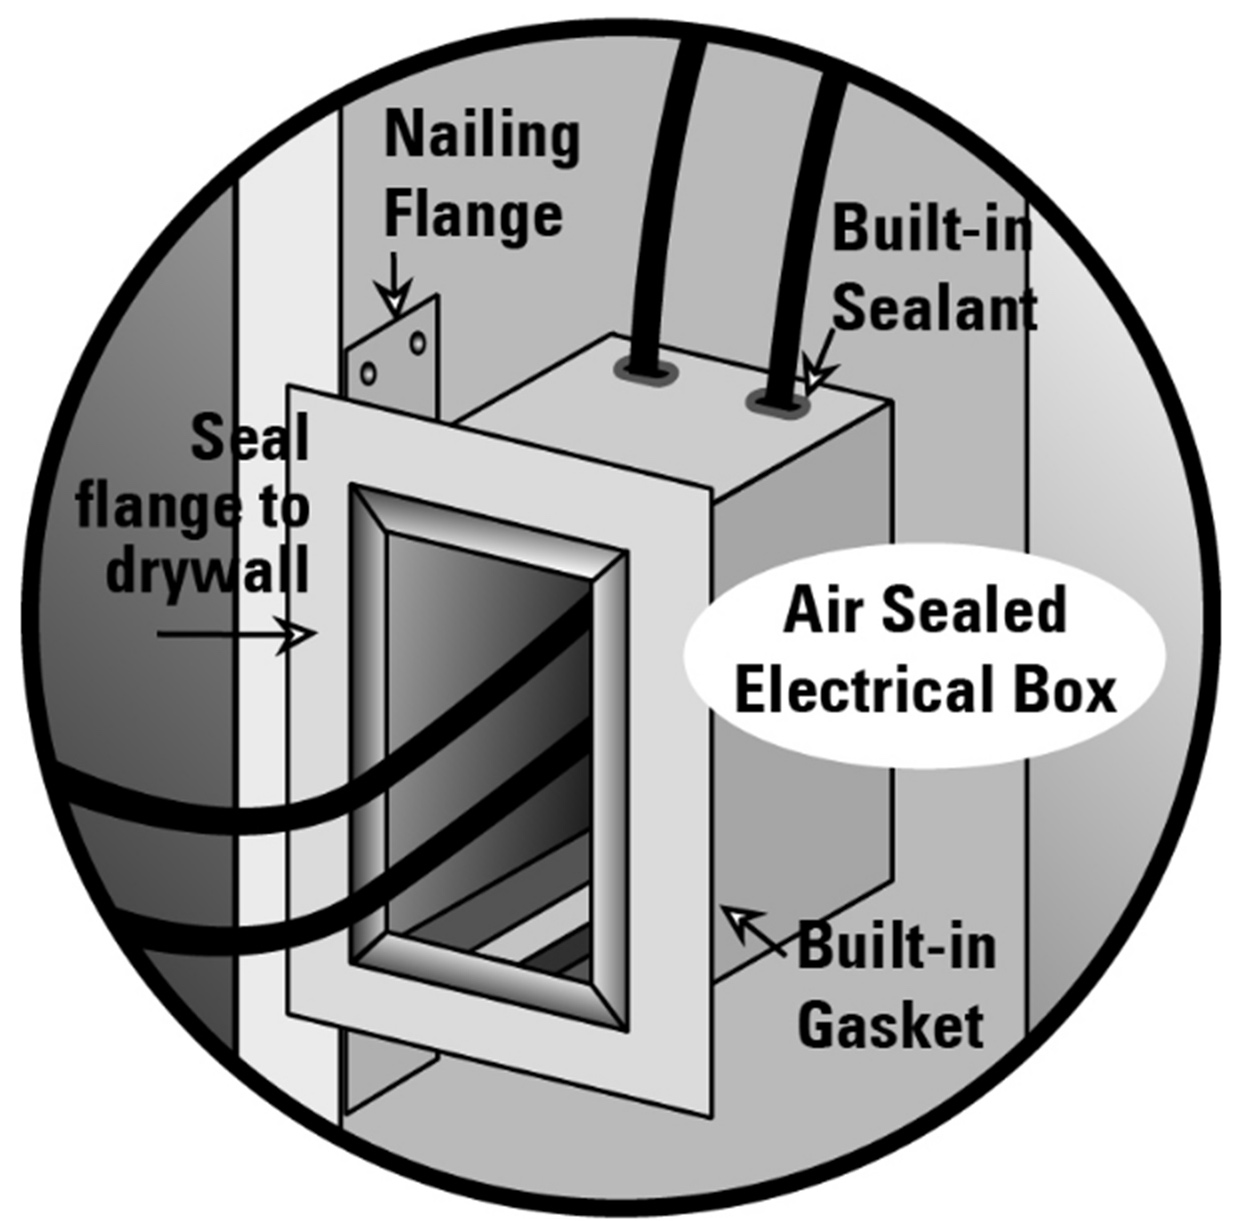 Nailing
Flange
Built-in
Sealant
Seal
flange to
drywall
Air Sealed
Electrical Box
Built-in
Gasket